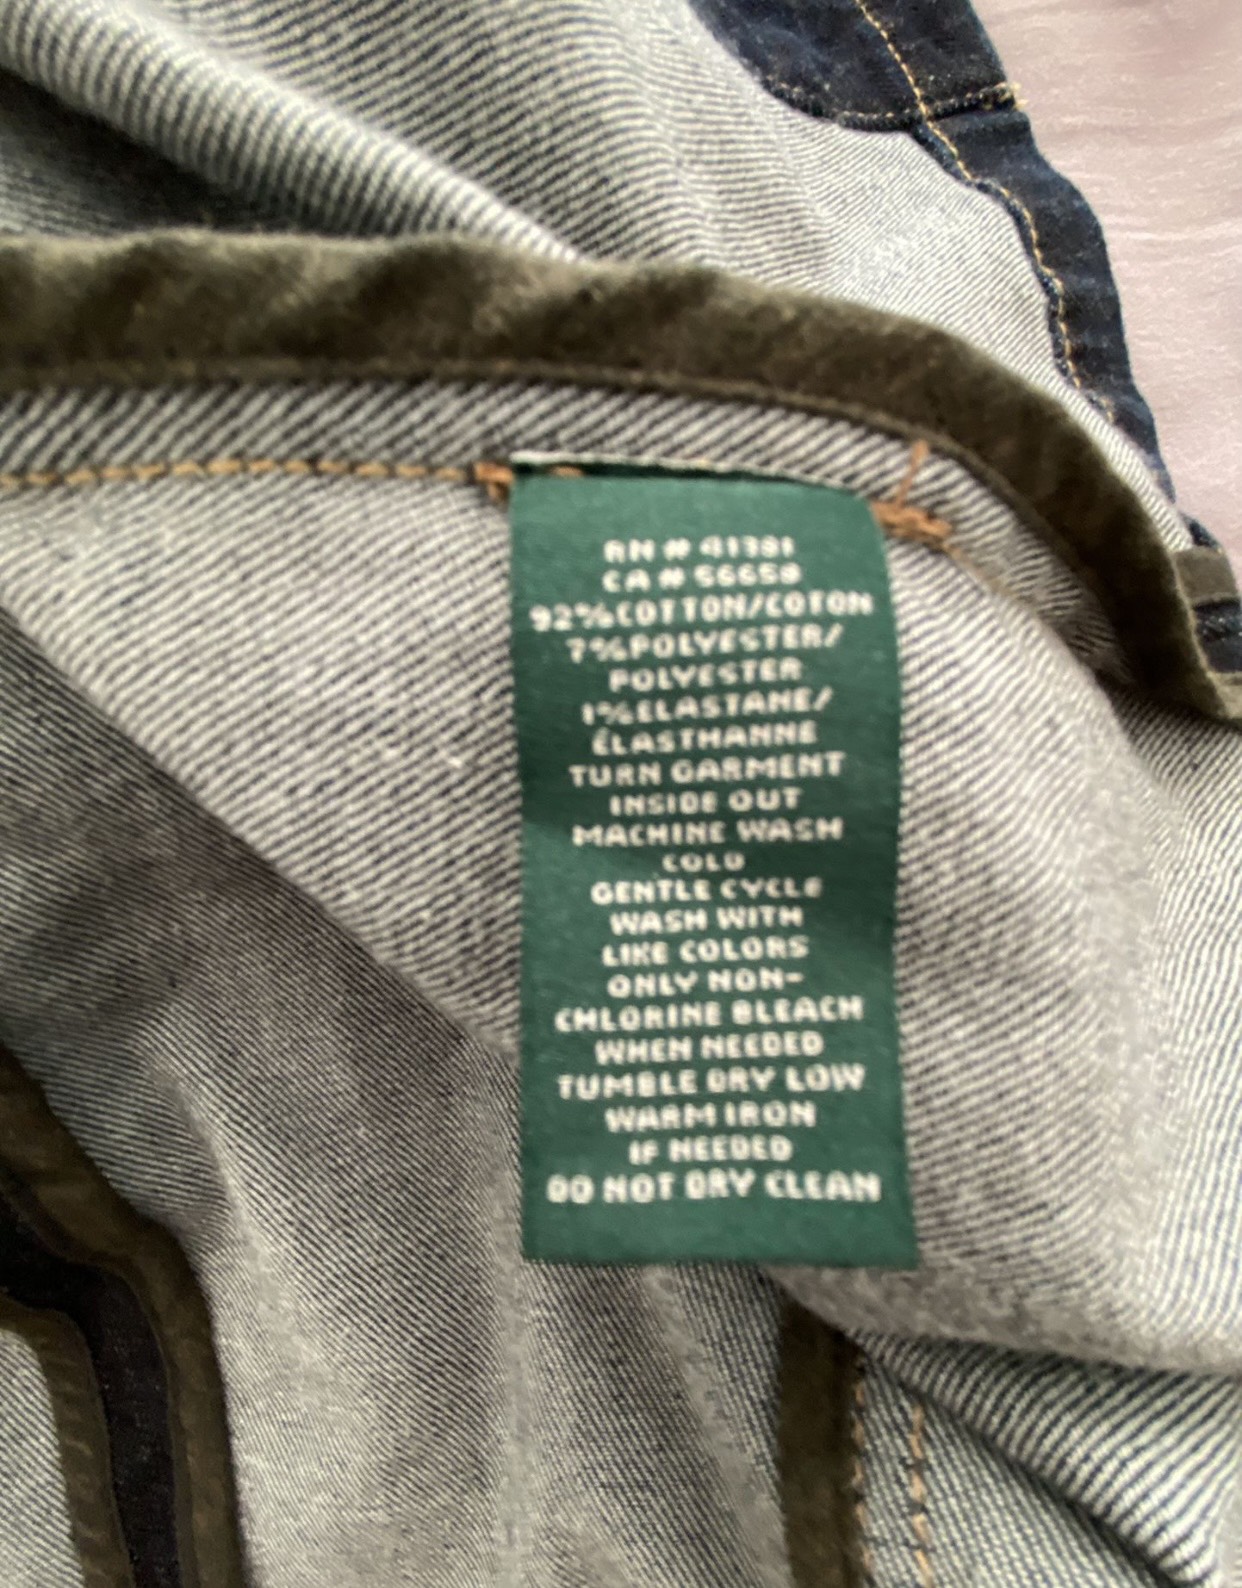 RN # 41381
CA # 56650
92%COTTON/COTON
7%POLYESTER/
POLYESTER
1%ELASTANE/
ÉLASTHANNE
TURN GARMENT
INSIDE OUT
MACHINE WASH
COLD
GENTLE CYCLE
WASH WITH
LIKE COLORS
ONLY NON-
CHLORINE BLEACH
WHEN NEEDED
TUMBLE DRY LOW
WARM IRON
IF NEEDED
DO NOT DRY CLEAN